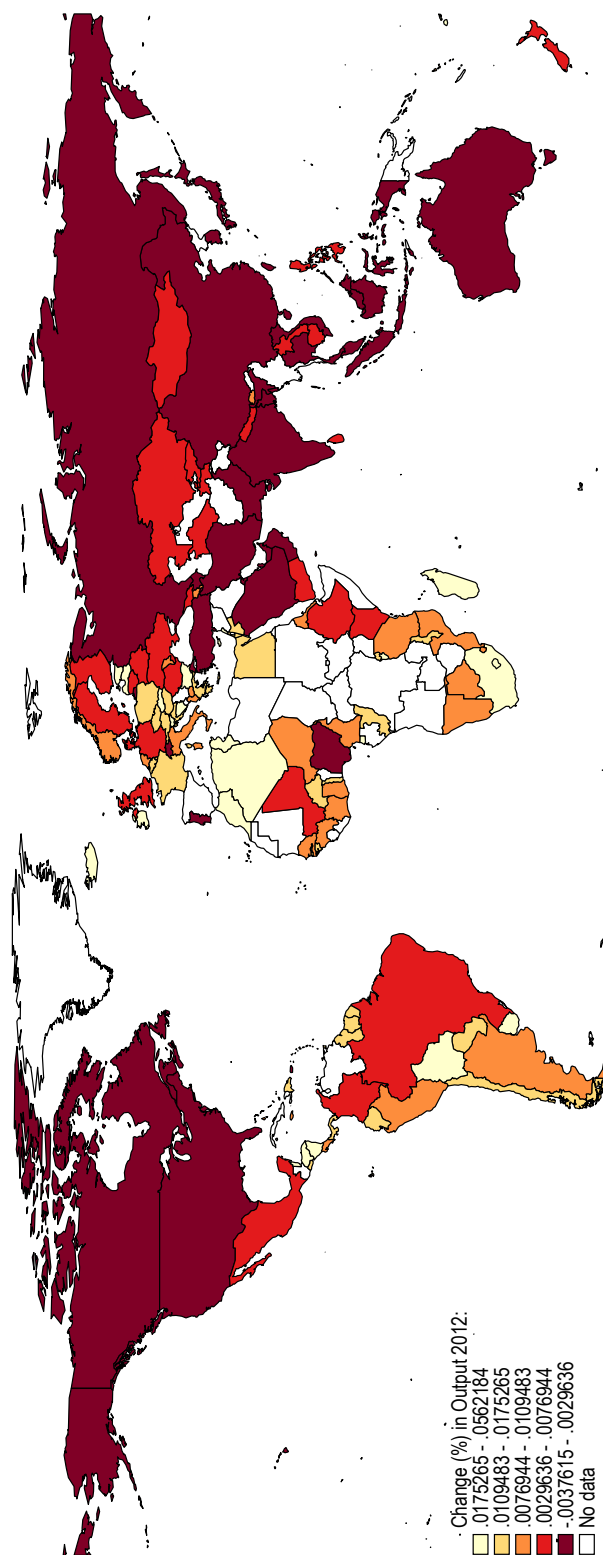 Change (%) in Output 2012:
.0175265 - .0562184
.0109483 - .0175265
.0076944 - .0109483
.0029636 - .0076944
-.0037615 - .0029636
No data